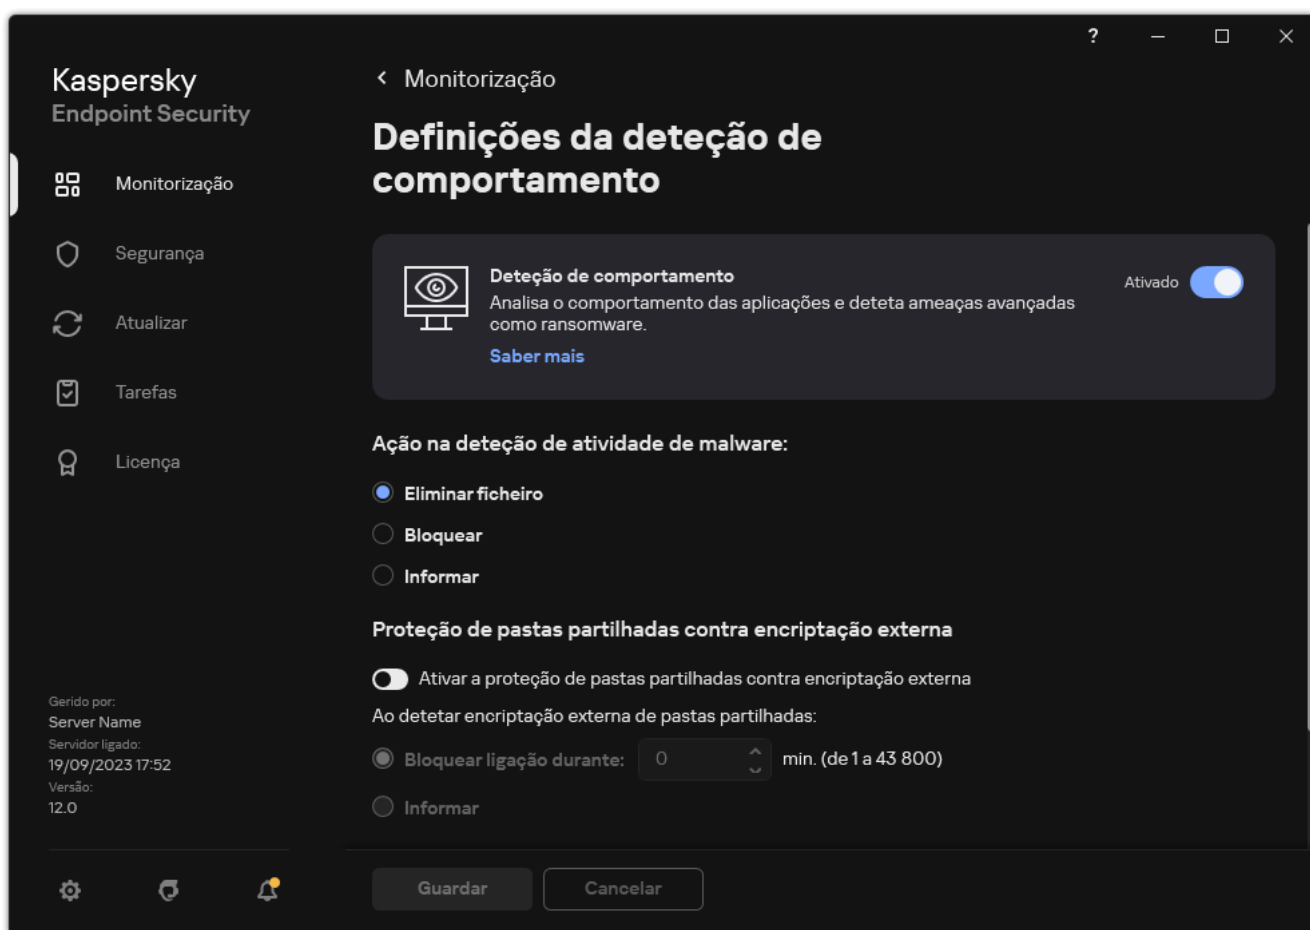 ?
Kaspersky
Endpoint Security
Monitorização
Segurança
Atualizar
Tarefas
Licença
Gerido por:
Server Name
Servidor ligado:
19/09/2023 17:52
Versão:
12.0
Monitorização
Definições da deteção de
comportamento
Deteção de comportamento
Analisa o comportamento das aplicações e deteta ameaças avançadas
como ransomware.
Saber mais
Ativado
Ação na deteção de atividade de malware:
Eliminar ficheiro
Bloquear
Informar
Proteção de pastas partilhadas contra encriptação externa
Ativar a proteção de pastas partilhadas contra encriptação externa
Ao detetar encriptação externa de pastas partilhadas:
Bloquear ligação durante: 0 min. (de 1 a 43 800)
Informar
Guardar Cancelar